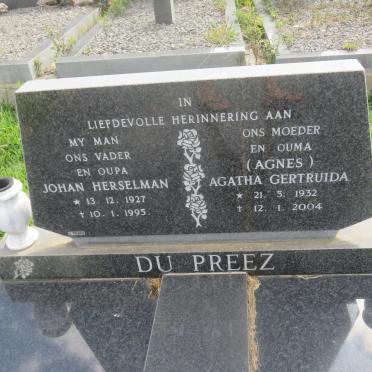 IN
LIEFDEVOLLE HERINNERING AAN
MY MAN
ONS VADER
EN OUPA
JOHAN HERSELMAN
* 13. 12. 1927
+ 10. 1. 1995
ONS MOEDER
EN OUMA
(AGNES)
AGATHA GERTRUIDA
* 21. 5. 1932
+ 12. 1. 2004
DU PREEZ